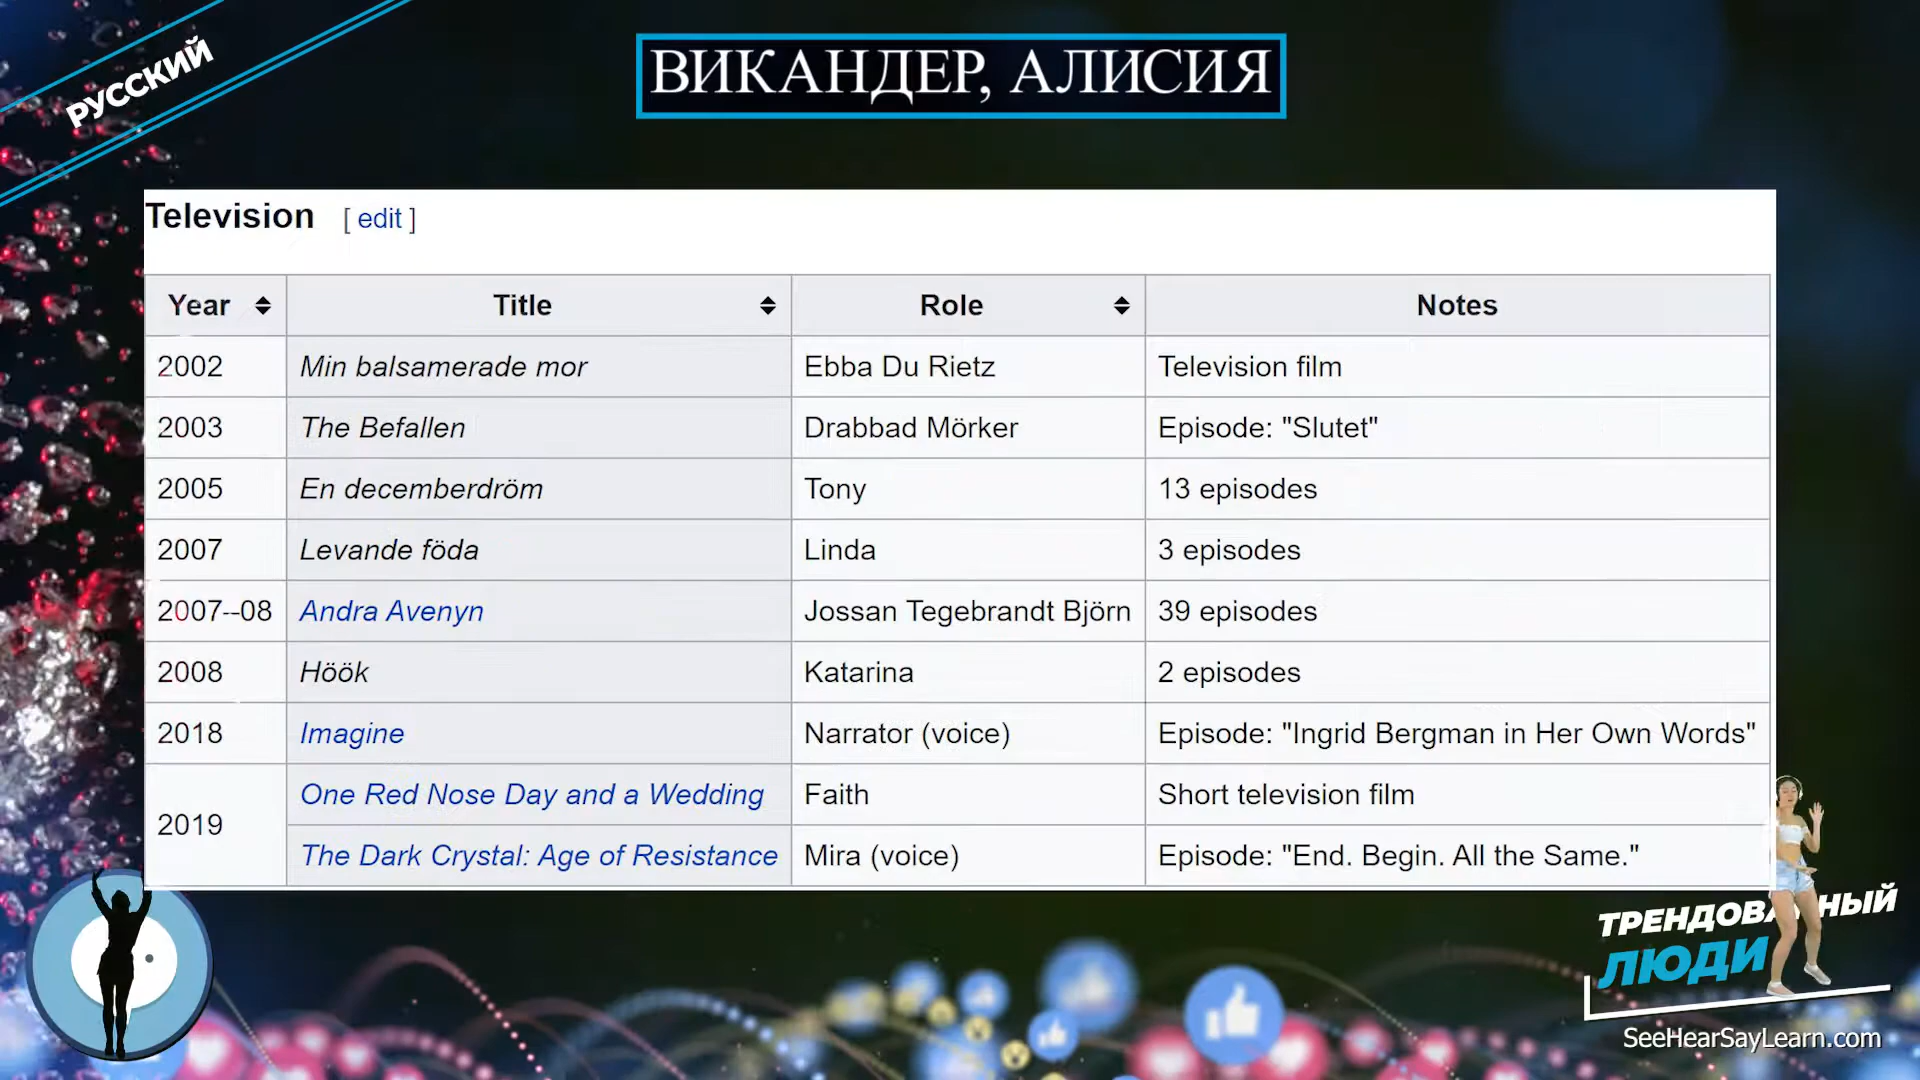 РУССКИЙ
ВИКАНДЕР, АЛИСИЯ
Television [ edit ]
Year Title Role Notes
2002 Min balsamerade mor Ebba Du Rietz Television film
2003 The Befallen Drabbad Mörker Episode: "Slutet"
2005 En decemberdröm Tony 13 episodes
2007 Levande föda Linda 3 episodes
2007--08 Andra Avenyn Jossan Tegebrandt Björn 39 episodes
2008 Höök Katarina 2 episodes
2018 Imagine Narrator (voice) Episode: "Ingrid Bergman in Her Own Words"
2019 One Red Nose Day and a Wedding Faith Short television film
The Dark Crystal: Age of Resistance Mira (voice) Episode: "End. Begin. All the Same."
ЛЮДИ
SeeHearSayLearn.com